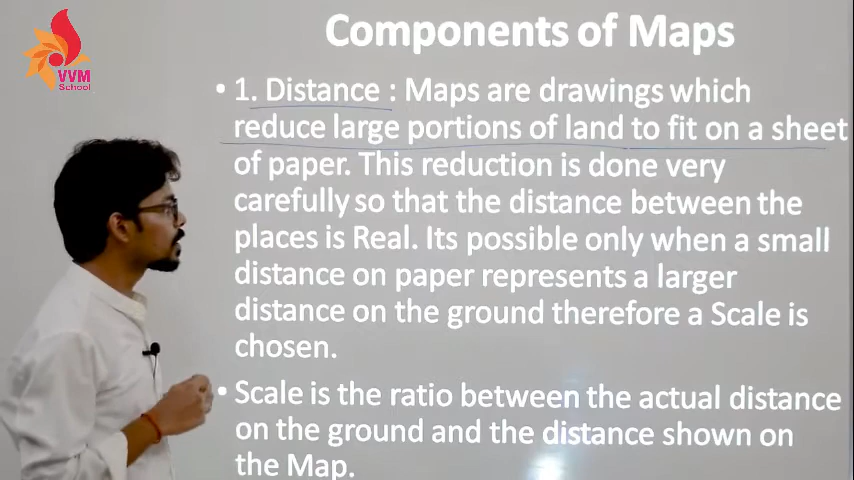 VVM
School
Components of Maps
• 1. Distance : Maps are drawings which
reduce large portions of land to fit on a sheet
of paper. This reduction is done very
carefully so that the distance between the
places is Real. Its possible only when a small
distance on paper represents a larger
distance on the ground therefore a Scale is
chosen.
• Scale is the ratio between the actual distance
on the ground and the distance shown on
the Map.